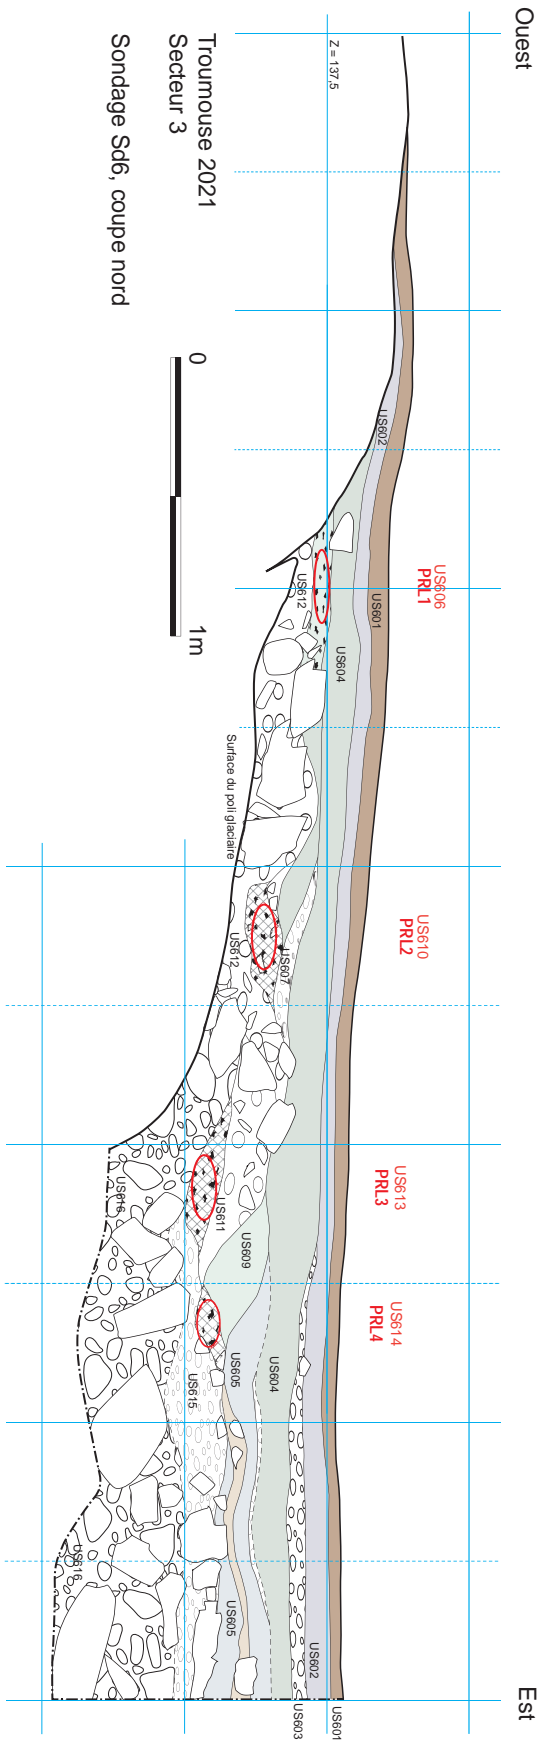 Ouest
Est
Z = 137,5
Troumouse 2021
Secteur 3
Sondage Sd6, coupe nord
0
1m
US606
PRL1
US610
PRL2
US613
PRL3
US614
PRL4
US602
US601
US612
US604
Surface du poli glaciaire
US607
US612
US611
US616
US609
US604
US605
US615
US605
US616
US602
US601
US603